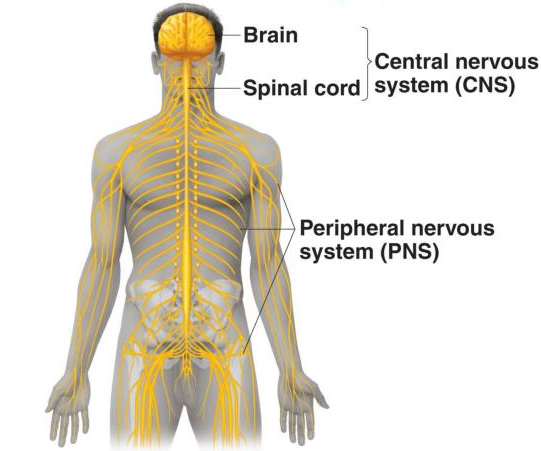 Brain
Spinal cord
Central nervous
system (CNS)
Peripheral nervous
system (PNS)